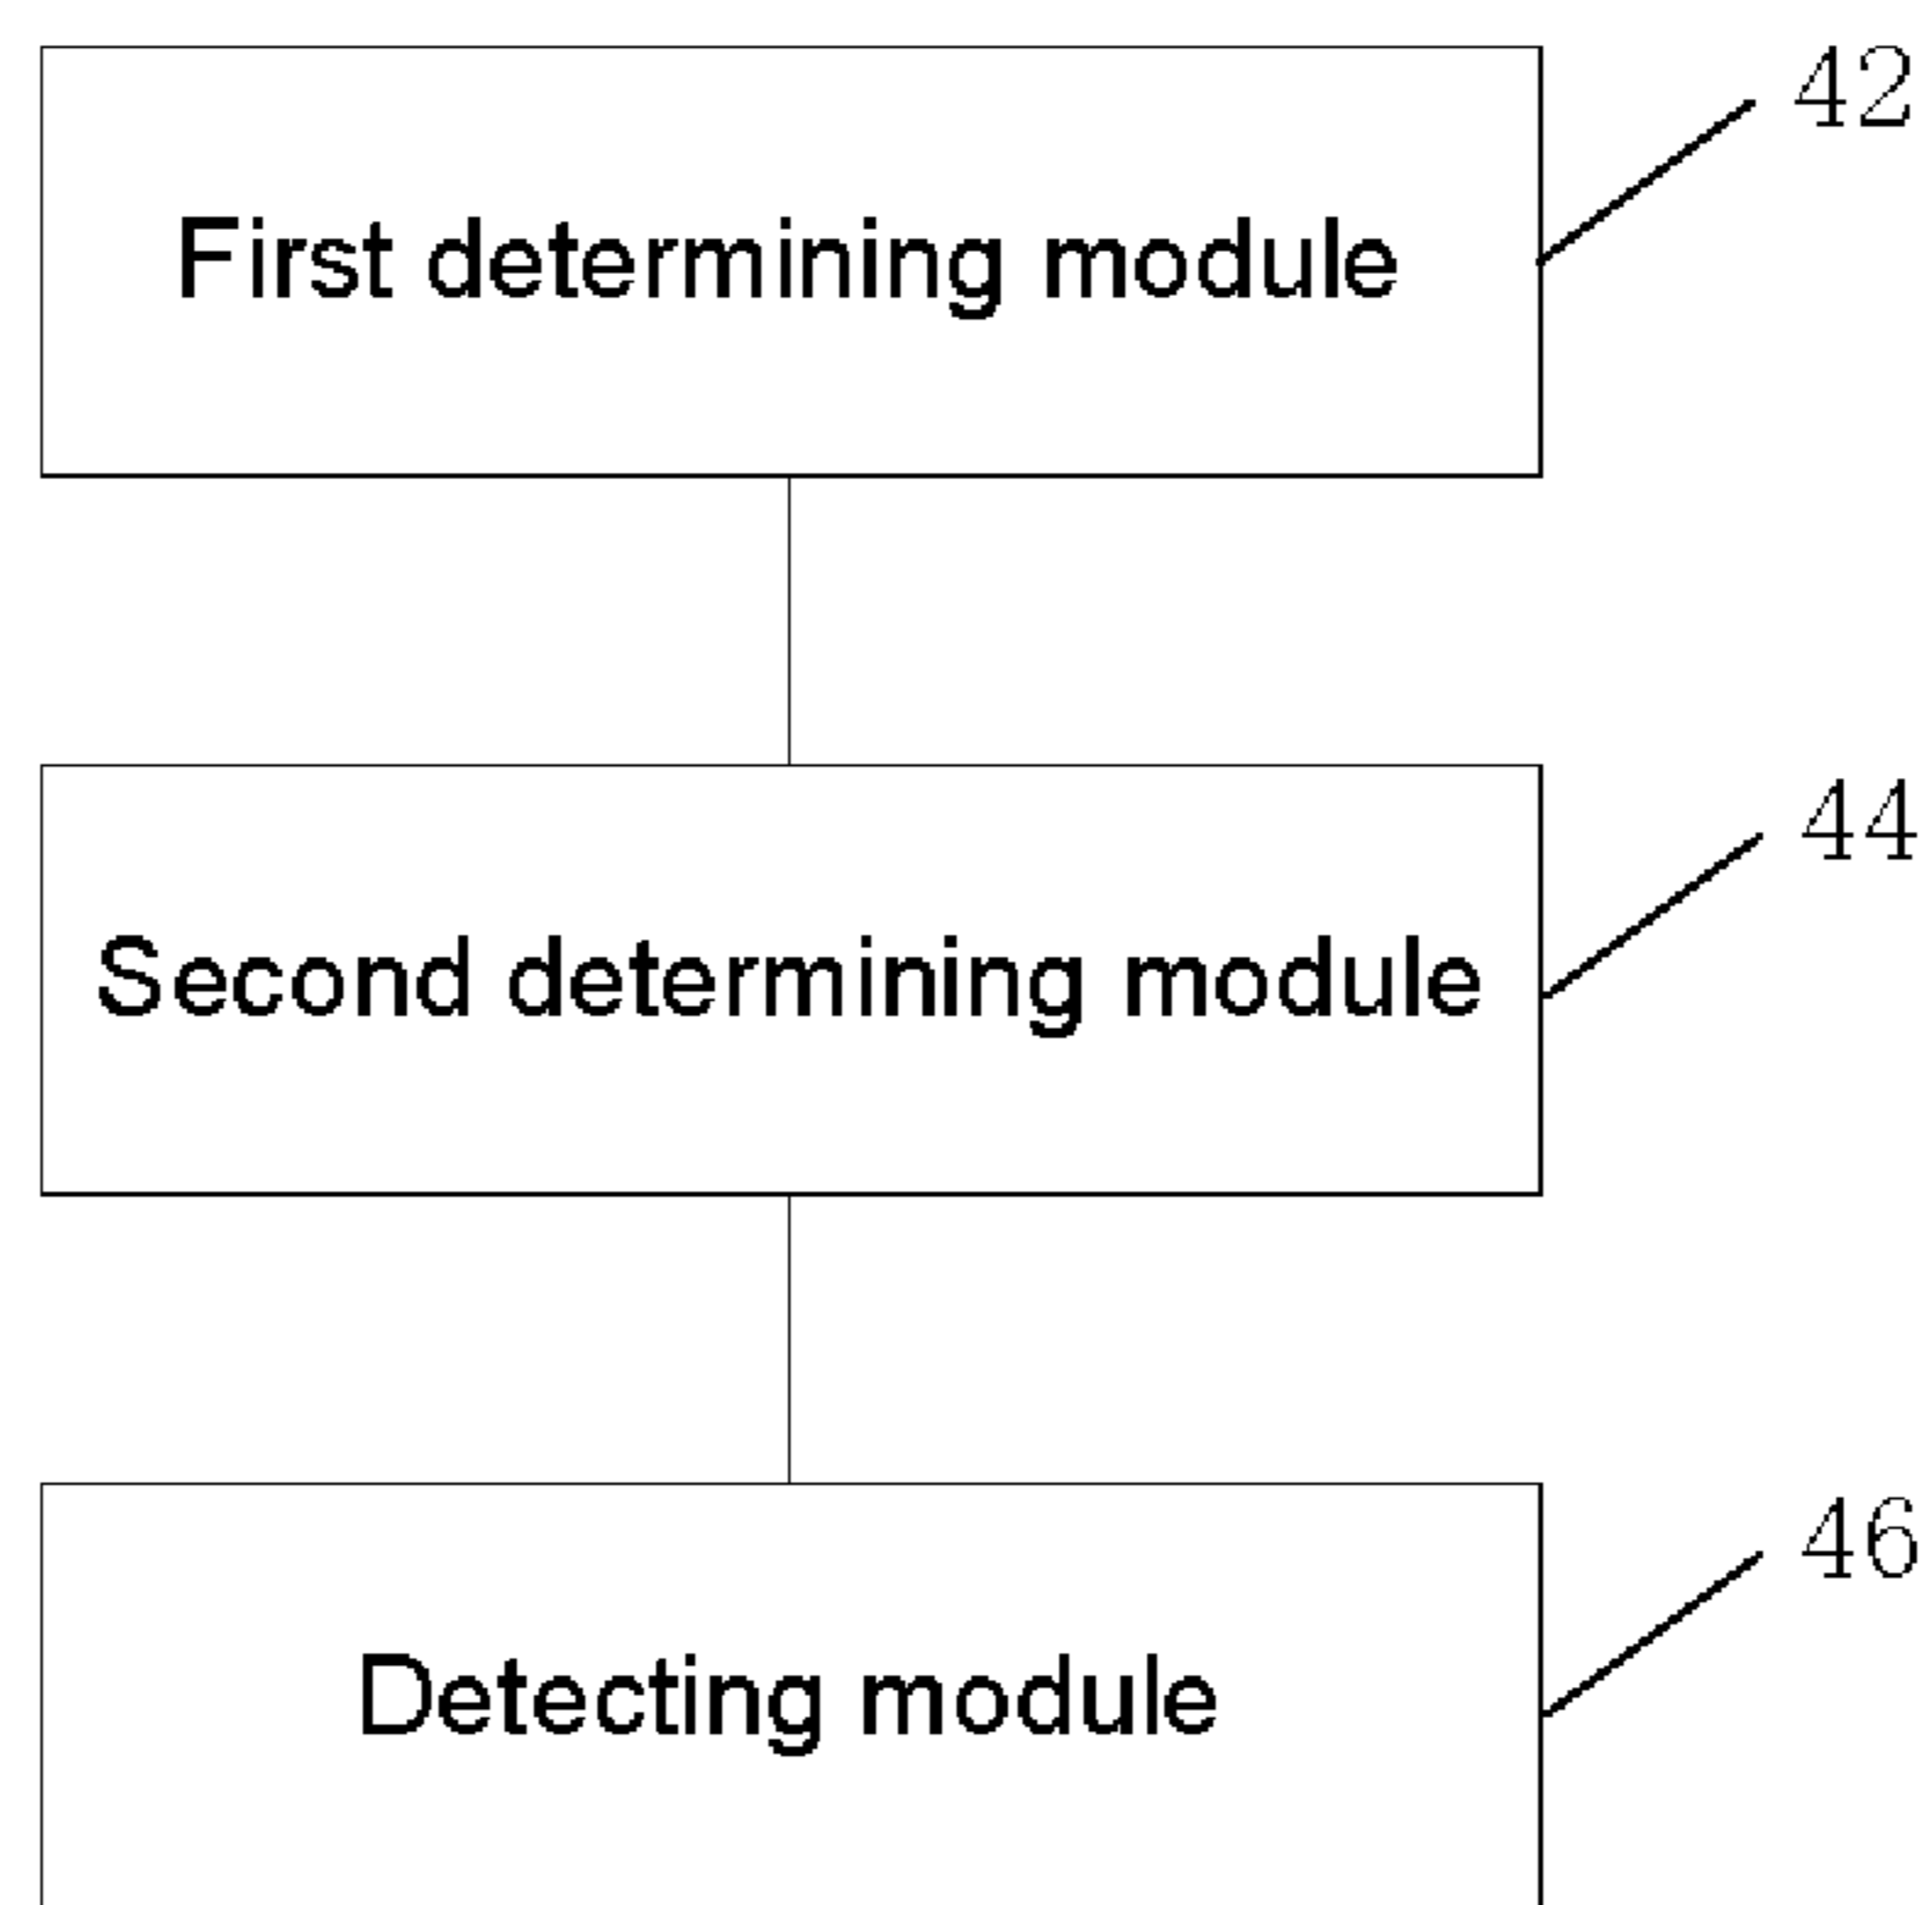 42
First determining module
44
Second determining module
46
Detecting module